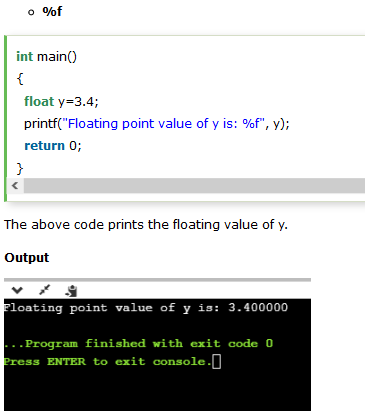 %f
int main()
{
float y=3.4;
printf("Floating point value of y is: %f", y);
return 0;
}
The above code prints the floating value of y.
Output
Floating point value of y is: 3.400000
...Program finished with exit code 0
Press ENTER to exit console.